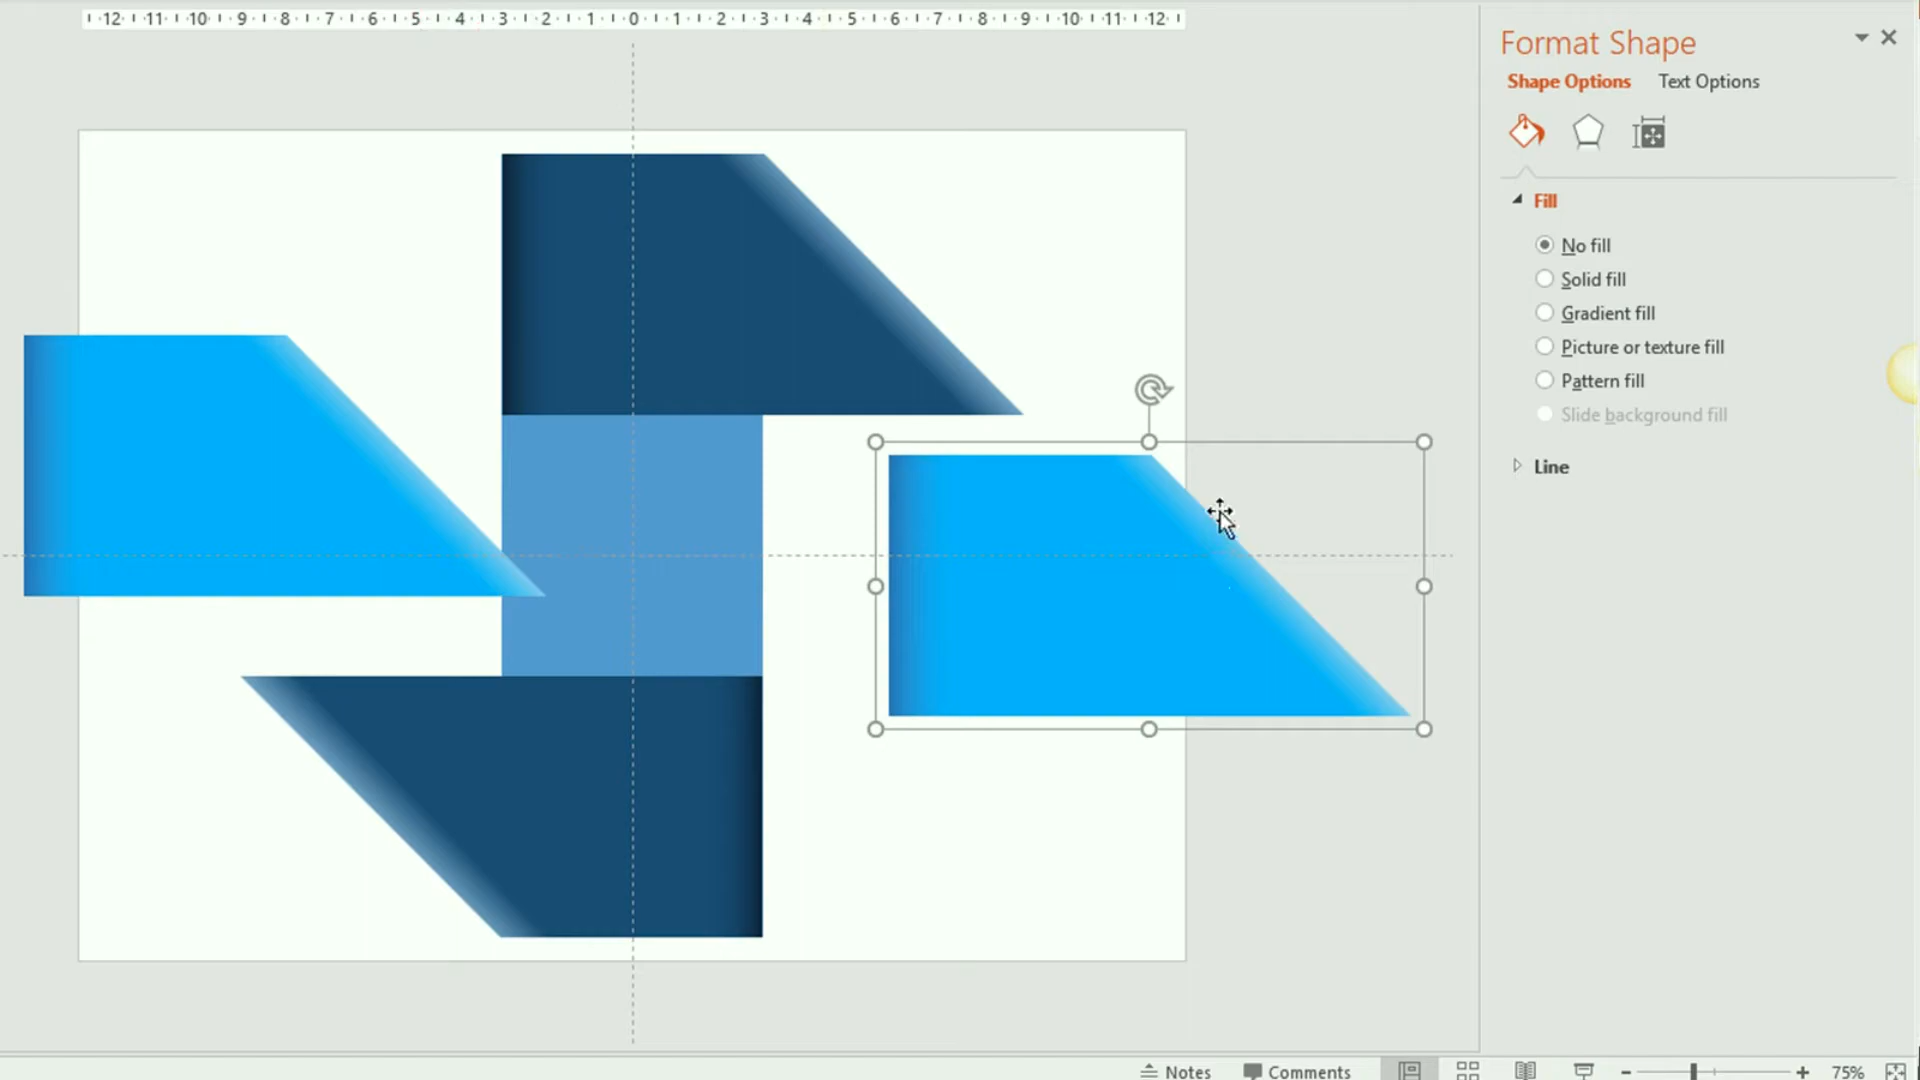 12 11 10 9 8 7 6 5 4 3 2 1 0 1 2 3 4 5 6 7 8 9 10 11 12
Format Shape
Shape Options Text Options
Fill
No fill
Solid fill
Gradient fill
Picture or texture fill
Pattern fill
Slide background fill
Line
Notes Comments 75%